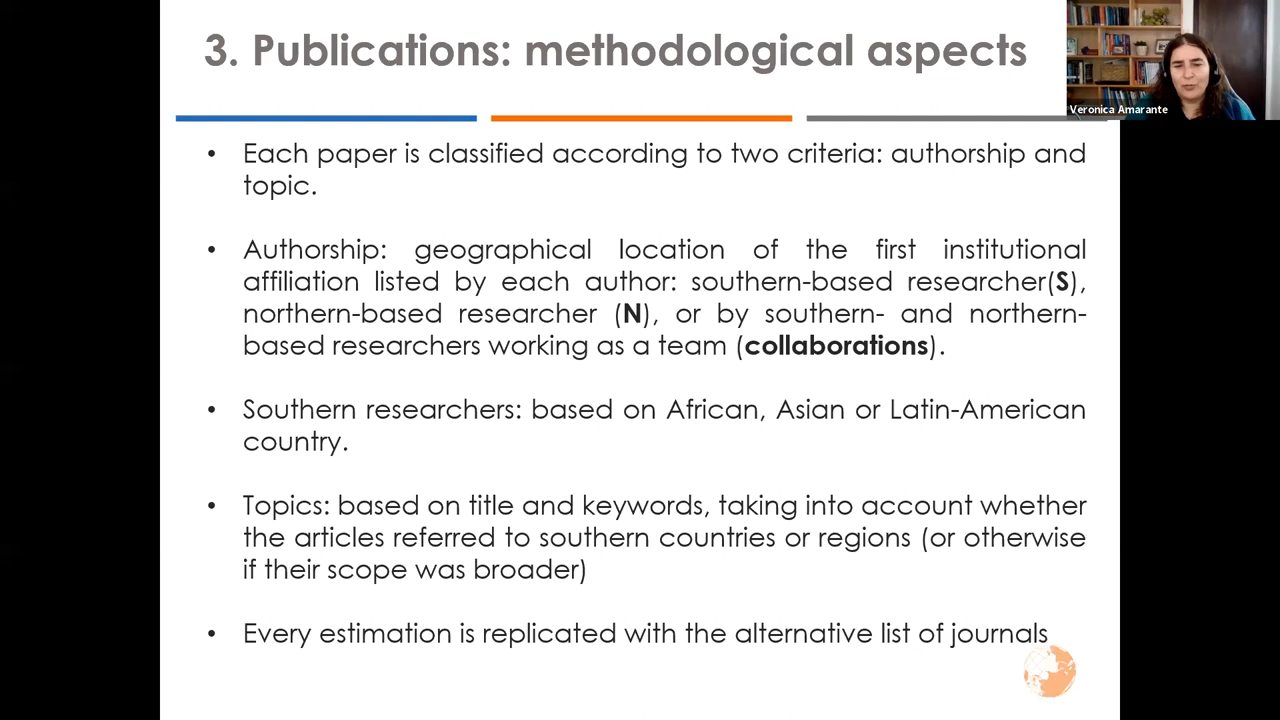 3. Publications: methodological aspects
Veronica Amarante
• Each paper is classified according to two criteria: authorship and
topic.
• Authorship: geographical location of the first institutional
affiliation listed by each author: southern-based researcher(S),
northern-based researcher (N), or by southern- and northern-
based researchers working as a team (collaborations).
• Southern researchers: based on African, Asian or Latin-American
country.
• Topics: based on title and keywords, taking into account whether
the articles referred to southern countries or regions (or otherwise
if their scope was broader)
• Every estimation is replicated with the alternative list of journals